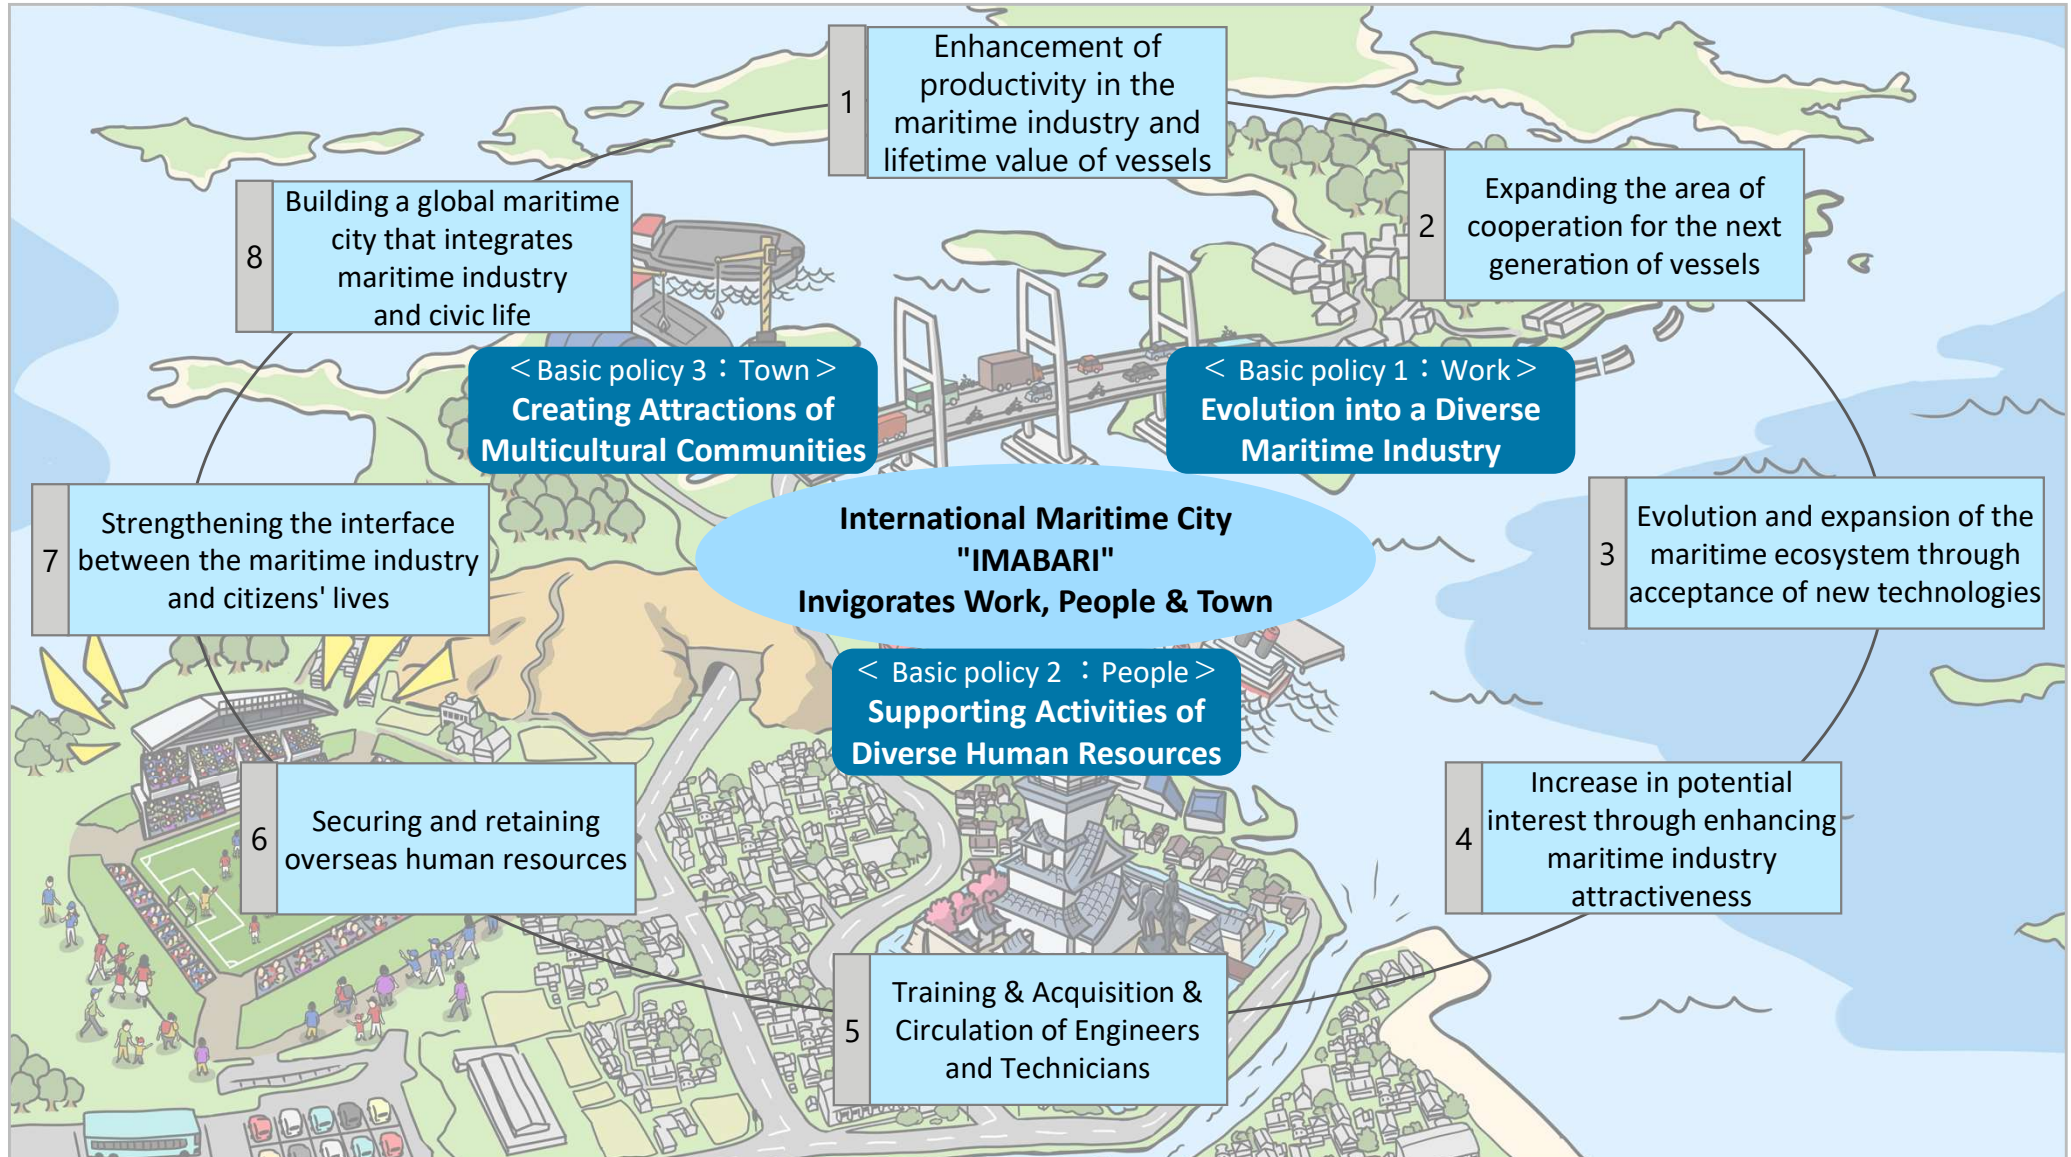 1
Enhancement of
productivity in the
maritime industry and
lifetime value of vessels
2
Expanding the area of
cooperation for the next
generation of vessels
3
Evolution and expansion of the
maritime ecosystem through
acceptance of new technologies
4
Increase in potential
interest through enhancing
maritime industry
attractiveness
5
Training & Acquisition &
Circulation of Engineers
and Technicians
6
Securing and retaining
overseas human resources
7
Strengthening the interface
between the maritime industry
and citizens' lives
8
Building a global maritime
city that integrates
maritime industry
and civic life
＜Basic policy 3：Town＞
Creating Attractions of
Multicultural Communities
＜ Basic policy 1：Work＞
Evolution into a Diverse
Maritime Industry
International Maritime City
"IMABARI"
Invigorates Work, People & Town
＜ Basic policy 2 ：People＞
Supporting Activities of
Diverse Human Resources